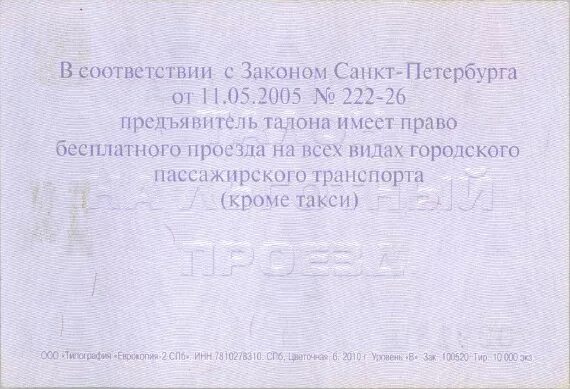 В соответствии с Законом Санкт-Петербурга
от 11.05.2005 № 222-26
предъявитель талона имеет право
бесплатного проезда на всех видах городского
пассажирского транспорта
(кроме такси)
ПРОЕЗД
ООО «Типография «Еврокопия-2 СПб». ИНН 7810278310. СПб, Цветочная, 6. 2010 г. Уровень «В» Зак. 100620 Тир. 10 000 экз.